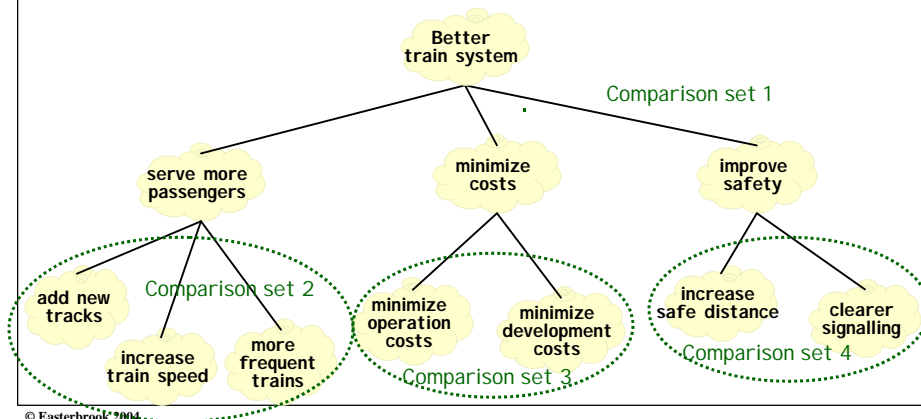 Better
train system
Comparison set 1
serve more
passengers
minimize
costs
improve
safety
add new
tracks
Comparison set 2
increase
train speed
more
frequent
trains
minimize
operation
costs
minimize
development
costs
Comparison set 3
increase
safe distance
clearer
signalling
Comparison set 4
© Easterbrook 2004